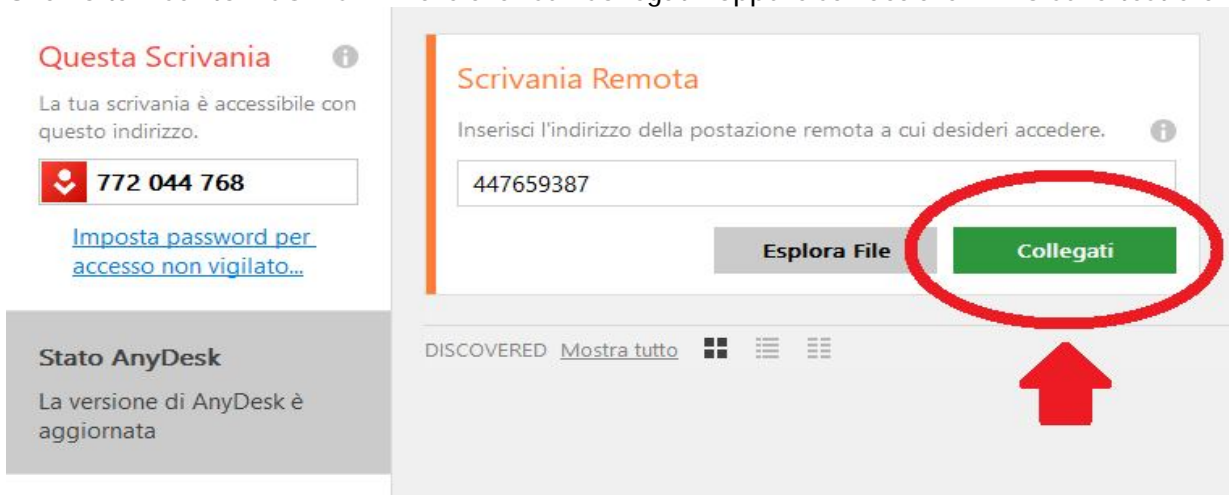 Questa Scrivania
La tua scrivania è accessibile con
questo indirizzo.
772 044 768
Imposta password per
accesso non vigilato...
Stato AnyDesk
La versione di AnyDesk è
aggiornata
Scrivania Remota
Inserisci l'indirizzo della postazione remota a cui desideri accedere.
447659387
Esplora File
Collegati
DISCOVERED Mostra tutto